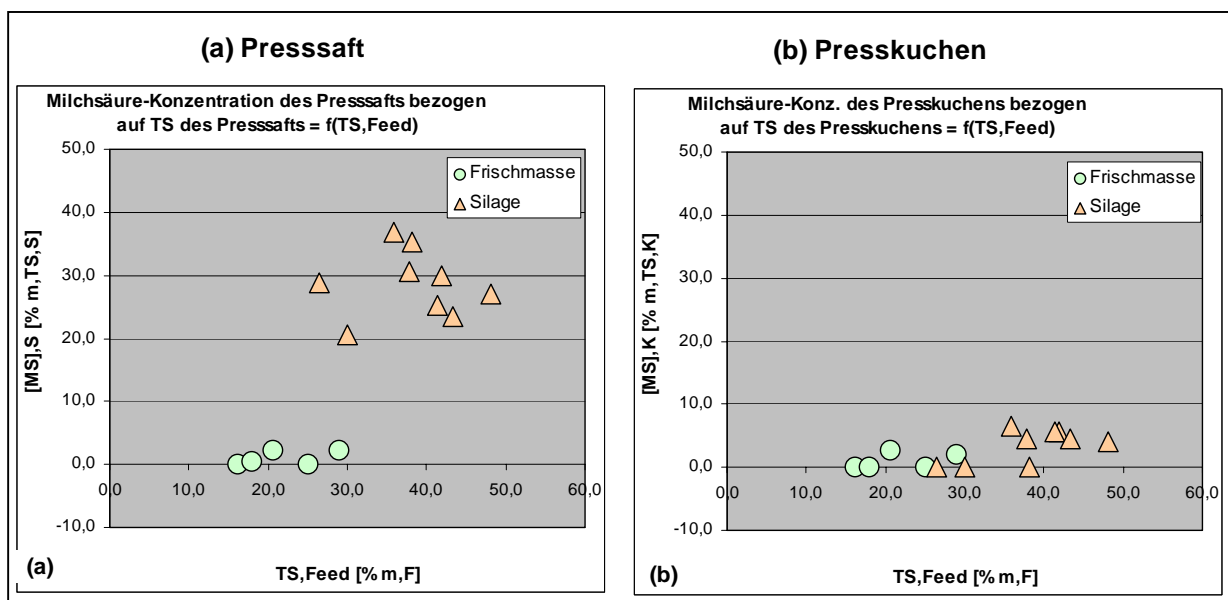 (a) Presssaft
Milchsäure-Konzentration des Presssafts bezogen
auf TS des Presssafts = f(TS,Feed)
50,0
40,0
30,0
20,0
10,0
0,0
-10,0
0,0 10,0 20,0 30,0 40,0 50,0 60,0
[MS],S [% m,TS,S]
TS,Feed [% m,F]
Frischmasse
Silage
(a)
(b) Presskuchen
Milchsäure-Konz. des Presskuchens bezogen
auf TS des Presskuchens = f(TS,Feed)
50,0
40,0
30,0
20,0
10,0
0,0
-10,0
0,0 10,0 20,0 30,0 40,0 50,0 60,0
[MS],K [% m,TS,K]
TS,Feed [% m,F]
Frischmasse
Silage
(b)